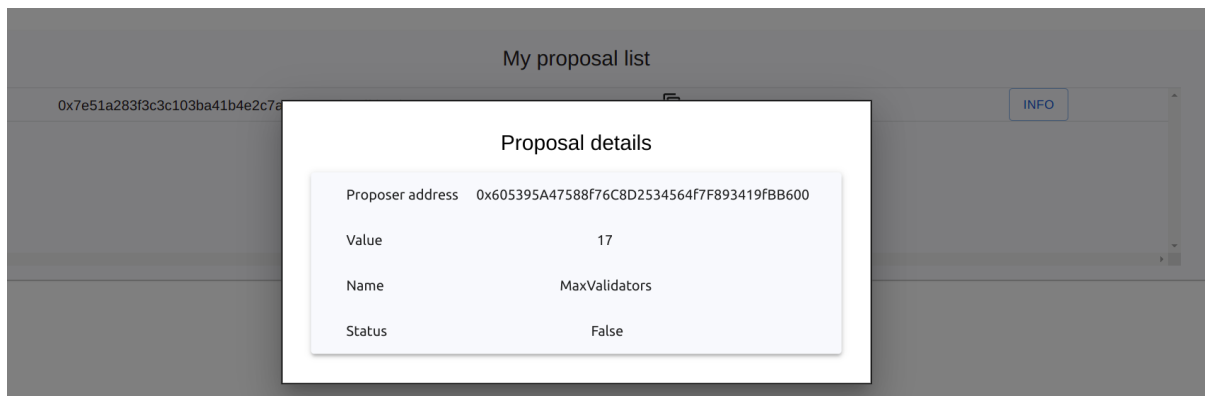 My proposal list
0x7e51a283f3c3c103ba41b4e2c7a
INFO
Proposal details
Proposer address 0x605395A47588f76C8D2534564f7F893419fBB600
Value 17
Name MaxValidators
Status False